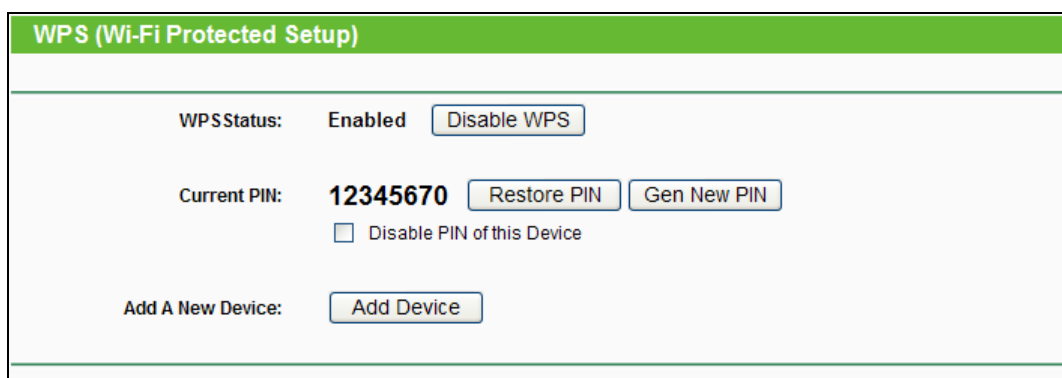 WPS (Wi-Fi Protected Setup)
WPSStatus: Enabled Disable WPS
Current PIN: 12345670 Restore PIN Gen New PIN
Disable PIN of this Device
Add A New Device: Add Device